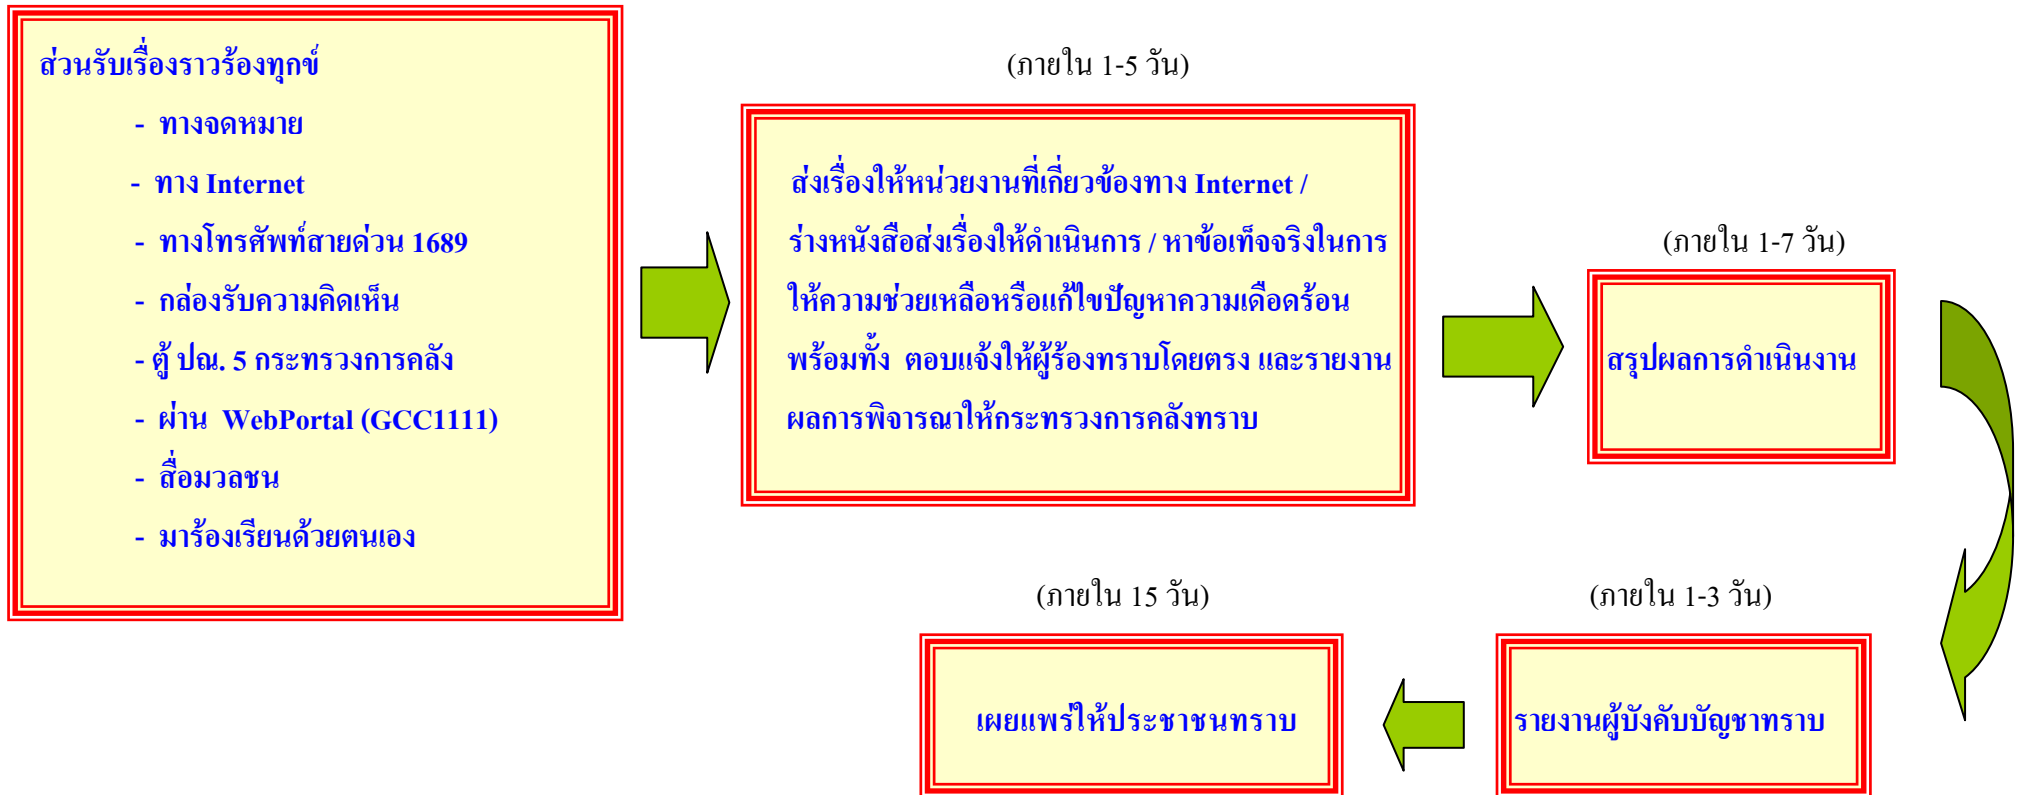 ส่วนรับเรื่องราวร้องทุกข์
- ทางจดหมาย
- ทาง Internet
- ทางโทรศัพท์สายด่วน 1689
- กล่องรับความคิดเห็น
- ตู้ ปณ. 5 กระทรวงการคลัง
- ผ่าน WebPortal (GCC1111)
- สื่อมวลชน
- มาร้องเรียนด้วยตนเอง
(ภายใน 1-5 วัน)
ส่งเรื่องให้หน่วยงานที่เกี่ยวข้องทาง Internet /
ร่างหนังสือส่งเรื่องให้ดำเนินการ / หาข้อเท็จจริงในการ
ให้ความช่วยเหลือหรือแก้ไขปัญหาความเดือดร้อน
พร้อมทั้ง ตอบแจ้งให้ผู้ร้องทราบโดยตรง และรายงาน
ผลการพิจารณาให้กระทรวงการคลังทราบ
(ภายใน 1-7 วัน)
สรุปผลการดำเนินงาน
(ภายใน 1-3 วัน)
รายงานผู้บังคับบัญชาทราบ
(ภายใน 15 วัน)
เผยแพร่ให้ประชาชนทราบ